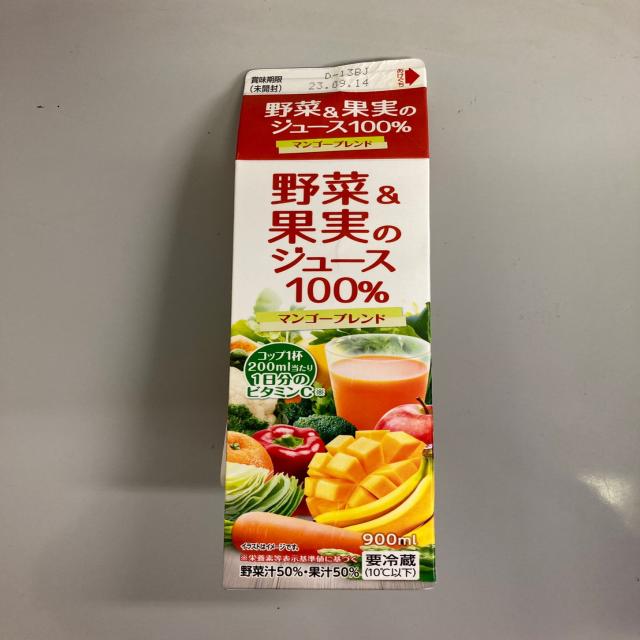 賞味期限
(未開封)
D-13BJ
23.09.14
あけくち
野菜&果実の
ジュース100%
マンゴーブレンド
野菜&
果実の
ジュース
100%
マンゴーブレンド
コップ1杯
200ml当たり
1日分の
ビタミンC※
900ml
イラストはイメージです。
※栄養素等表示基準値に基づく
野菜汁50%・果汁50%
要冷蔵
(10℃以下)